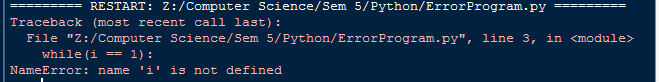 ========= RESTART: Z:/Computer Science/Sem 5/Python/ErrorProgram.py =========
Traceback (most recent call last):
  File "Z:/Computer Science/Sem 5/Python/ErrorProgram.py", line 3, in <module>
    while(i == 1):
NameError: name 'i' is not defined